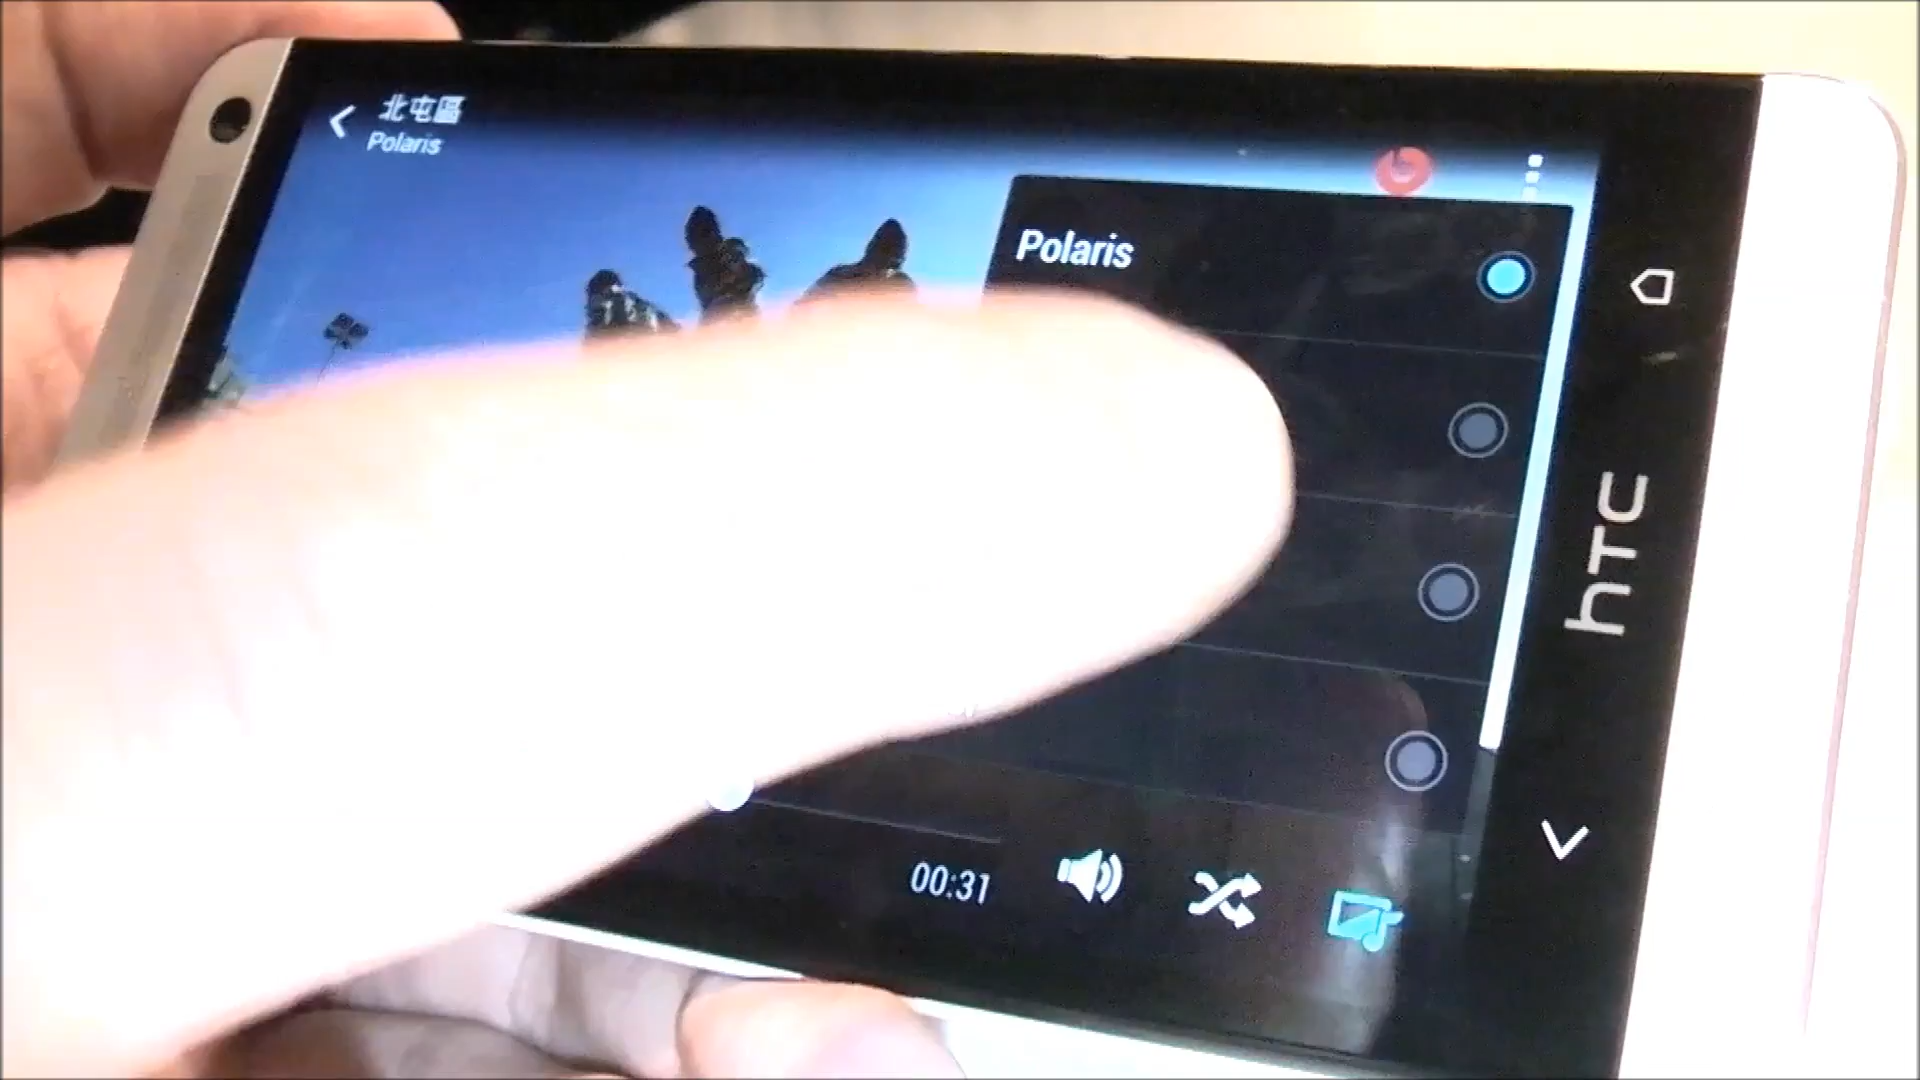 北屯區
Polaris
Polaris
00:31
hTC